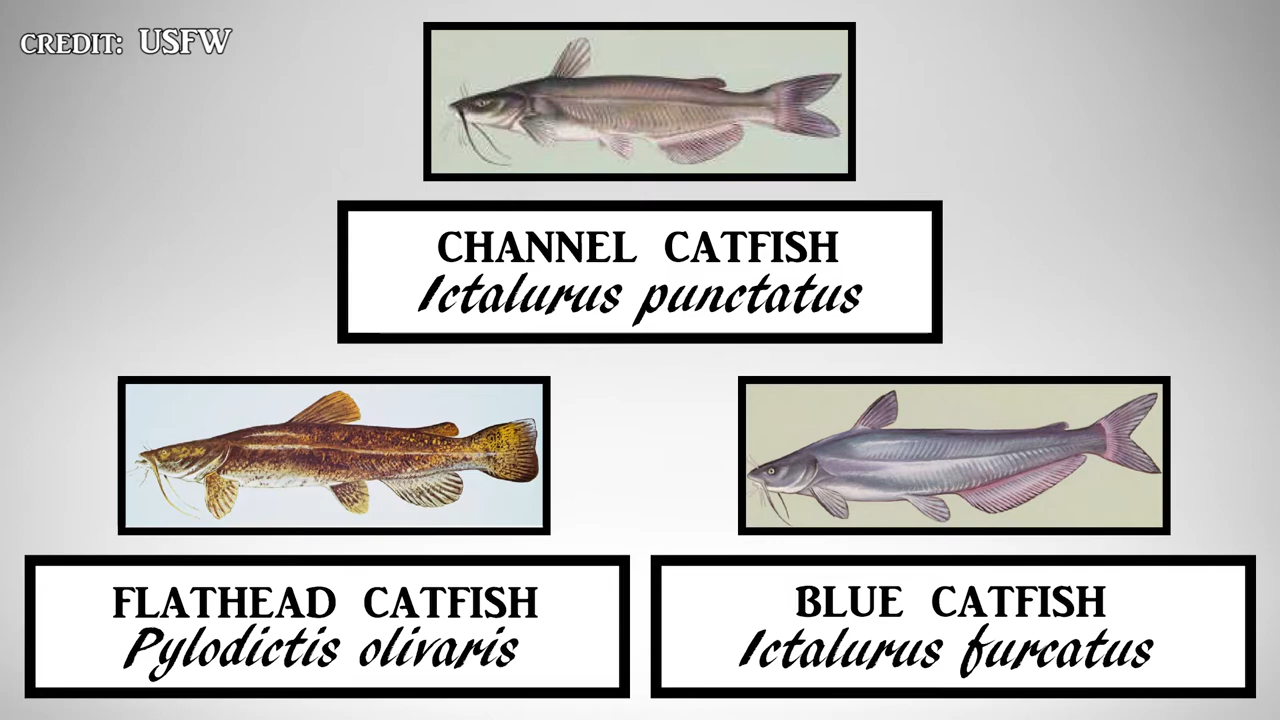 CREDIT: USFW
CHANNEL CATFISH
Ictalurus punctatus
FLATHEAD CATFISH
Pylodictis olivaris
BLUE CATFISH
Ictalurus furcatus